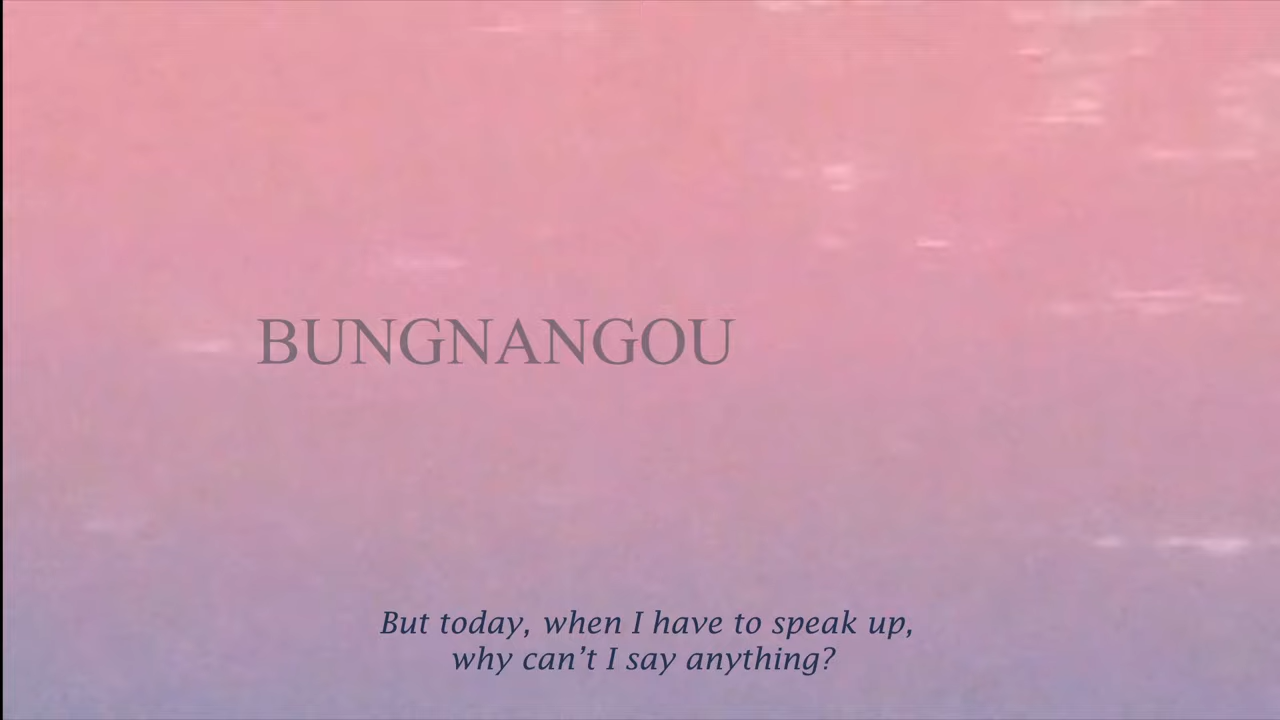 BUNGNANGOU
But today, when I have to speak up,
why can’t I say anything?